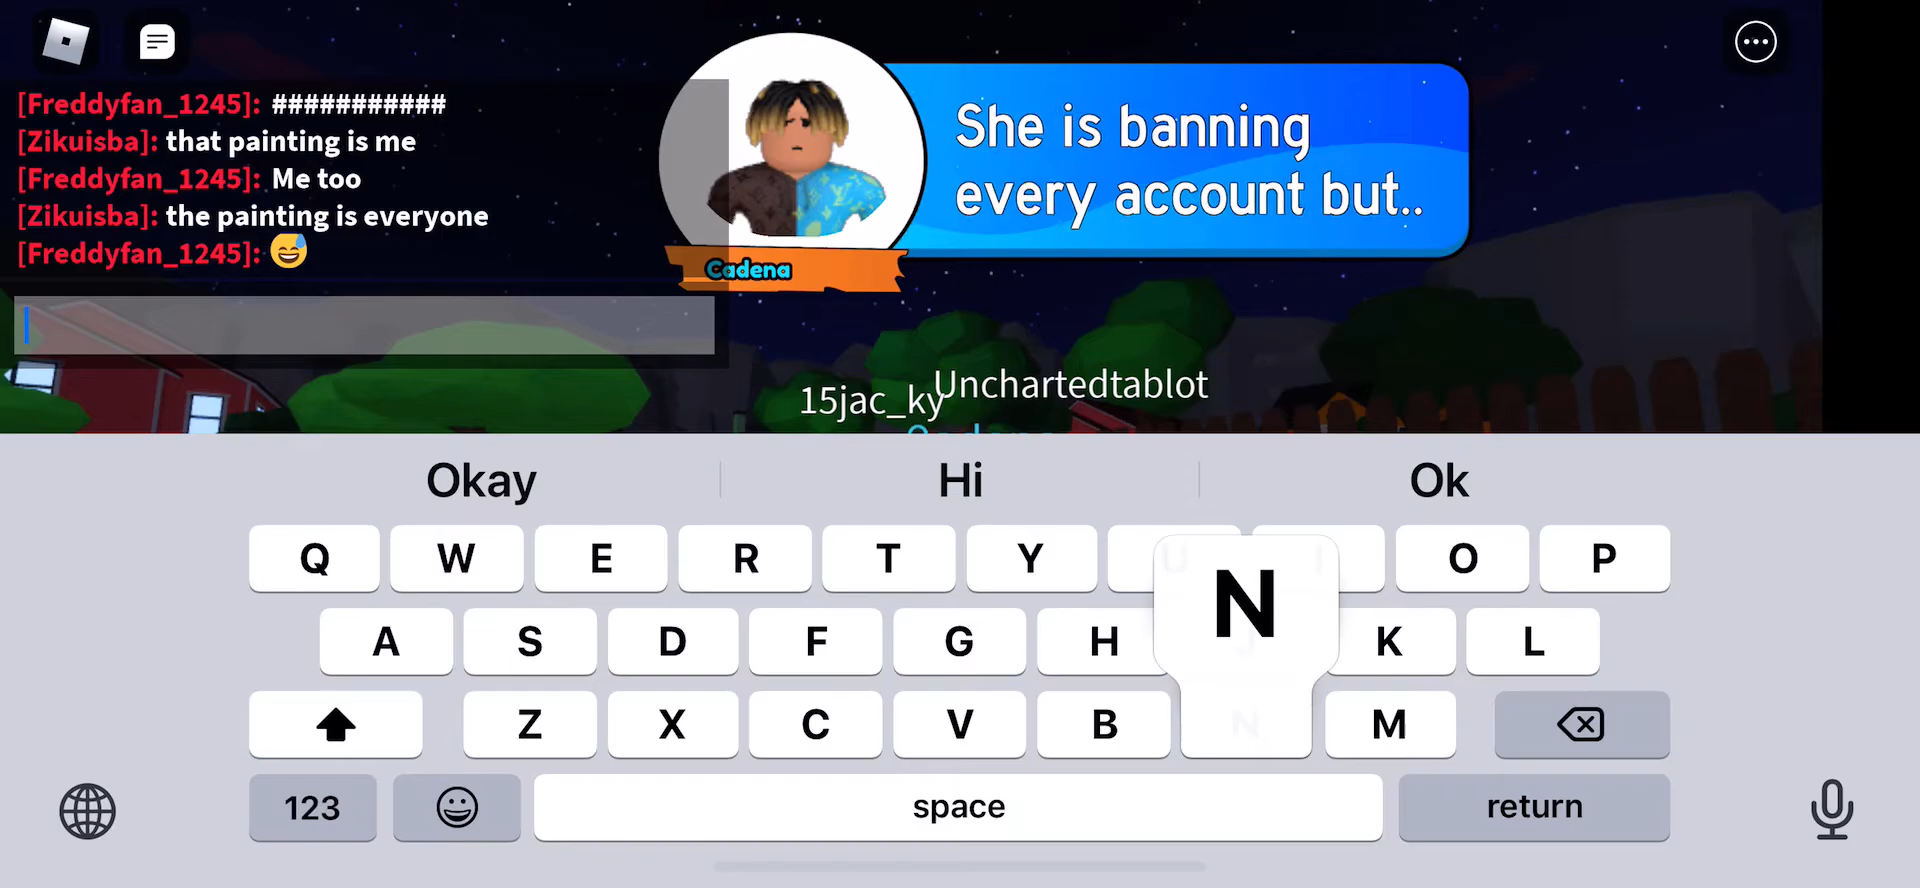 [Freddyfan_1245]: ###########
[Zikuisba]: that painting is me
[Freddyfan_1245]: Me too
[Zikuisba]: the painting is everyone
[Freddyfan_1245]: 😅
She is banning
every account but..
Cadena
15jac_ky
Unchartedtablot
Okay Hi Ok
Q W E R T Y U I O P
A S D F G H J K L
N
Z X C V B N M
123 space return